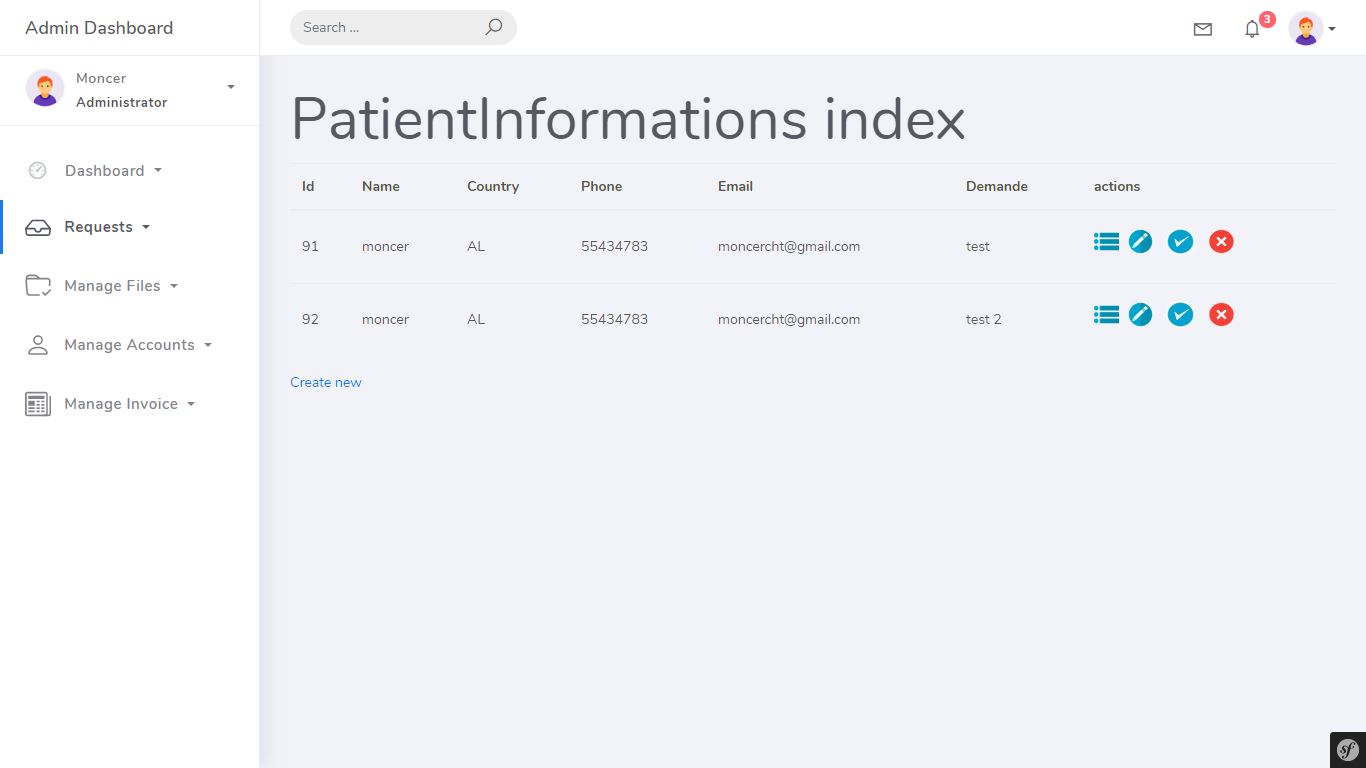 Admin Dashboard
Search ...
3
Moncer
Administrator
Dashboard
Requests
Manage Files
Manage Accounts
Manage Invoice
PatientInformations index
Id Name Country Phone Email Demande actions
91 moncer AL 55434783 moncercht@gmail.com test
92 moncer AL 55434783 moncercht@gmail.com test 2
Create new
sf